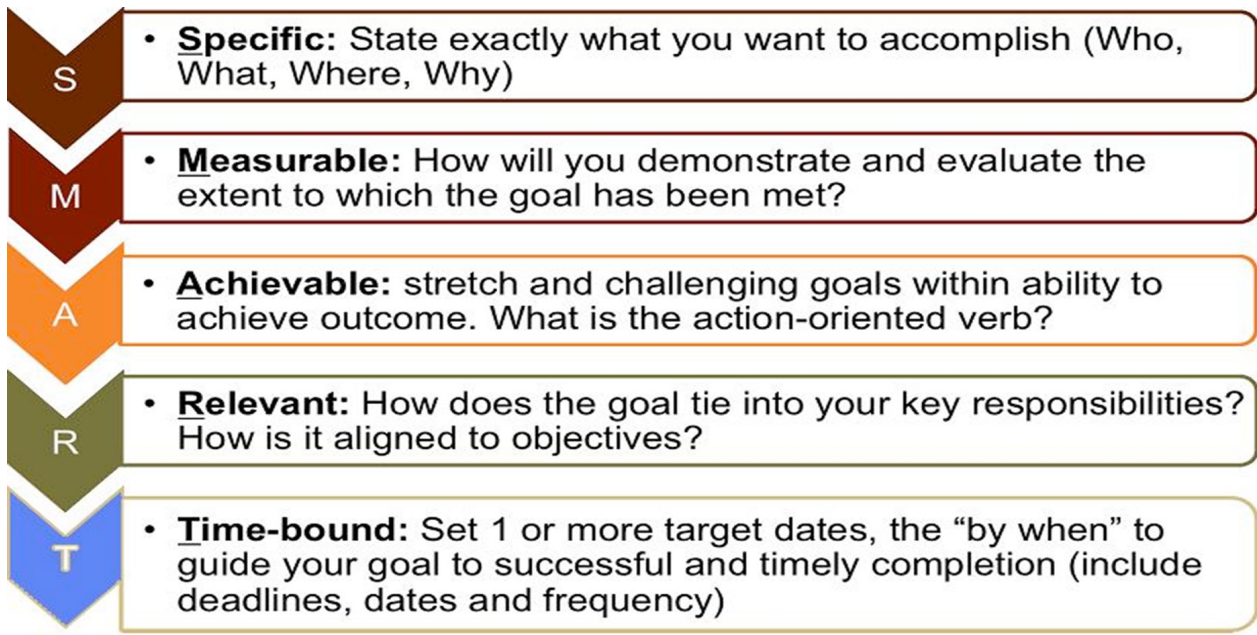 S
• Specific: State exactly what you want to accomplish (Who,
What, Where, Why)
M
• Measurable: How will you demonstrate and evaluate the
extent to which the goal has been met?
A
• Achievable: stretch and challenging goals within ability to
achieve outcome. What is the action-oriented verb?
R
• Relevant: How does the goal tie into your key responsibilities?
How is it aligned to objectives?
T
• Time-bound: Set 1 or more target dates, the “by when” to
guide your goal to successful and timely completion (include
deadlines, dates and frequency)